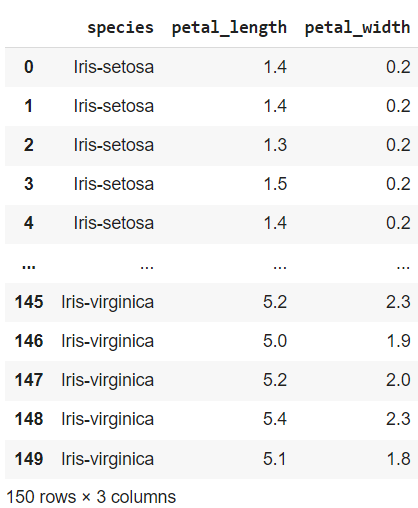 species petal_length petal_width
0 Iris-setosa 1.4 0.2
1 Iris-setosa 1.4 0.2
2 Iris-setosa 1.3 0.2
3 Iris-setosa 1.5 0.2
4 Iris-setosa 1.4 0.2
... ... ... ...
145 Iris-virginica 5.2 2.3
146 Iris-virginica 5.0 1.9
147 Iris-virginica 5.2 2.0
148 Iris-virginica 5.4 2.3
149 Iris-virginica 5.1 1.8
150 rows × 3 columns